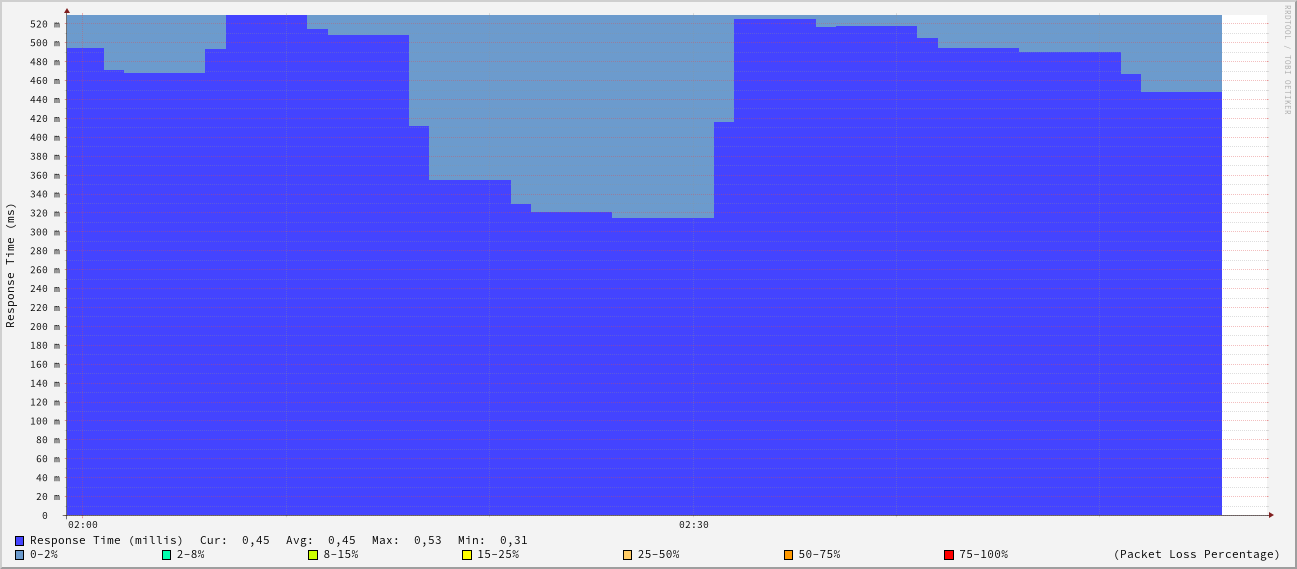 RRDTOOL / TOBI OETIKER
Response Time (ms)
520 m
500 m
480 m
460 m
440 m
420 m
400 m
380 m
360 m
340 m
320 m
300 m
280 m
260 m
240 m
220 m
200 m
180 m
160 m
140 m
120 m
100 m
80 m
60 m
40 m
20 m
0
02:00 02:30
Response Time (millis) Cur: 0,45 Avg: 0,45 Max: 0,53 Min: 0,31
0-2% 2-8% 8-15% 15-25% 25-50% 50-75% 75-100% (Packet Loss Percentage)